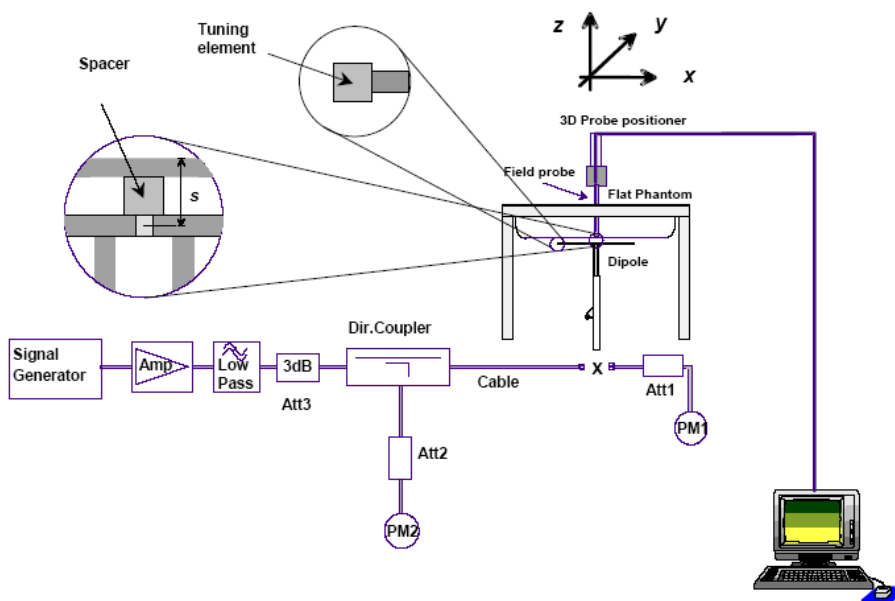 Tuning
element
Spacer
s
z
y
x
3D Probe positioner
Field probe
Flat Phantom
Dipole
Dir.Coupler
Signal
Generator
Amp
Low
Pass
3dB
Att3
Cable
X
Att1
PM1
Att2
PM2